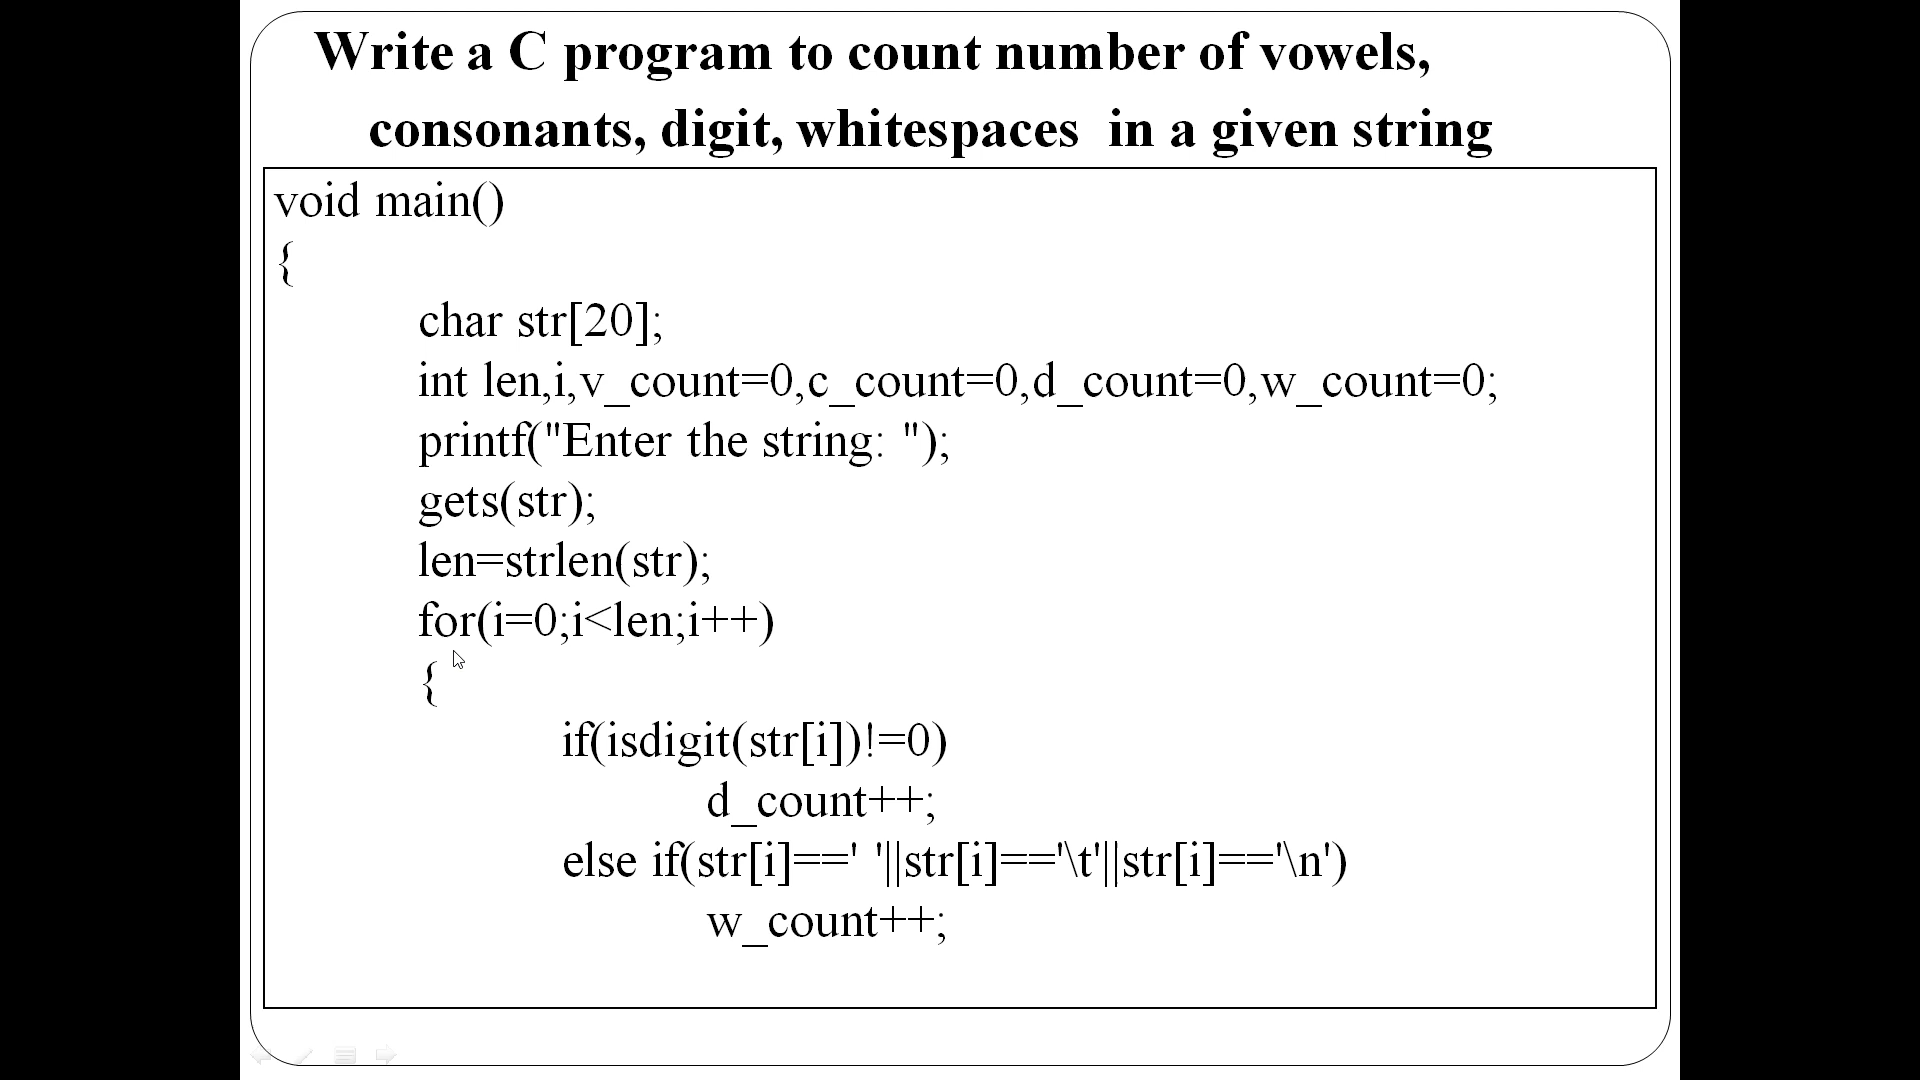 Write a C program to count number of vowels,
consonants, digit, whitespaces in a given string
void main()
{
char str[20];
int len,i,v_count=0,c_count=0,d_count=0,w_count=0;
printf("Enter the string: ");
gets(str);
len=strlen(str);
for(i=0;i<len;i++)
{
if(isdigit(str[i])!=0)
d_count++;
else if(str[i]==' '||str[i]=='\t'||str[i]=='\n')
w_count++;